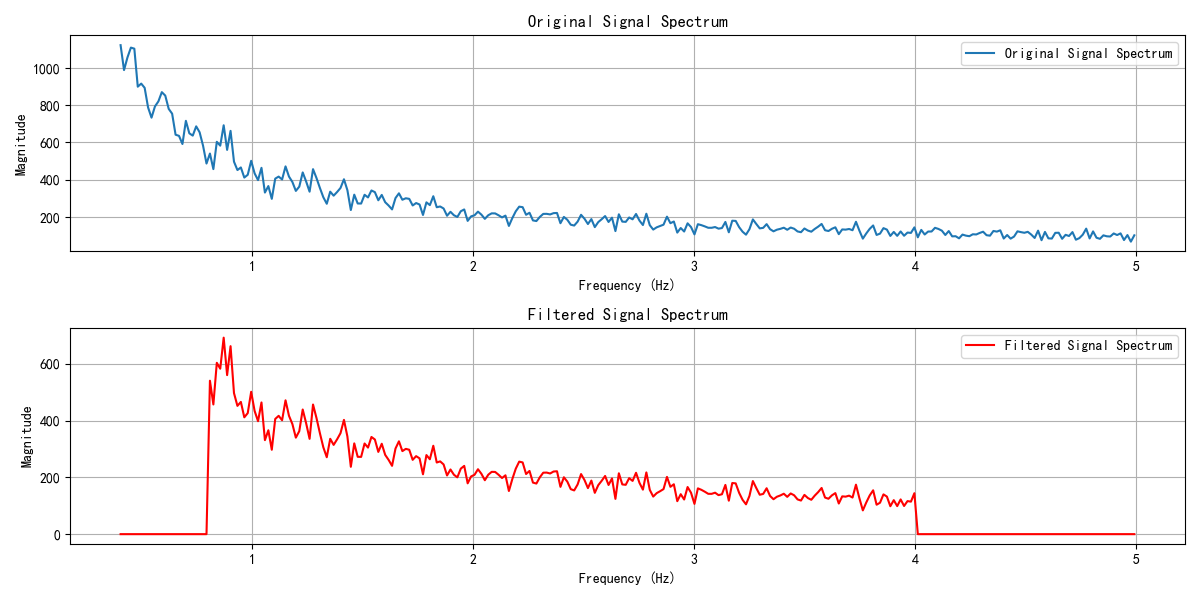 Original Signal Spectrum
Original Signal Spectrum
1000
800
600
400
200
Magnitude
1 2 3 4 5
Frequency (Hz)
Filtered Signal Spectrum
Filtered Signal Spectrum
600
400
200
0
Magnitude
1 2 3 4 5
Frequency (Hz)